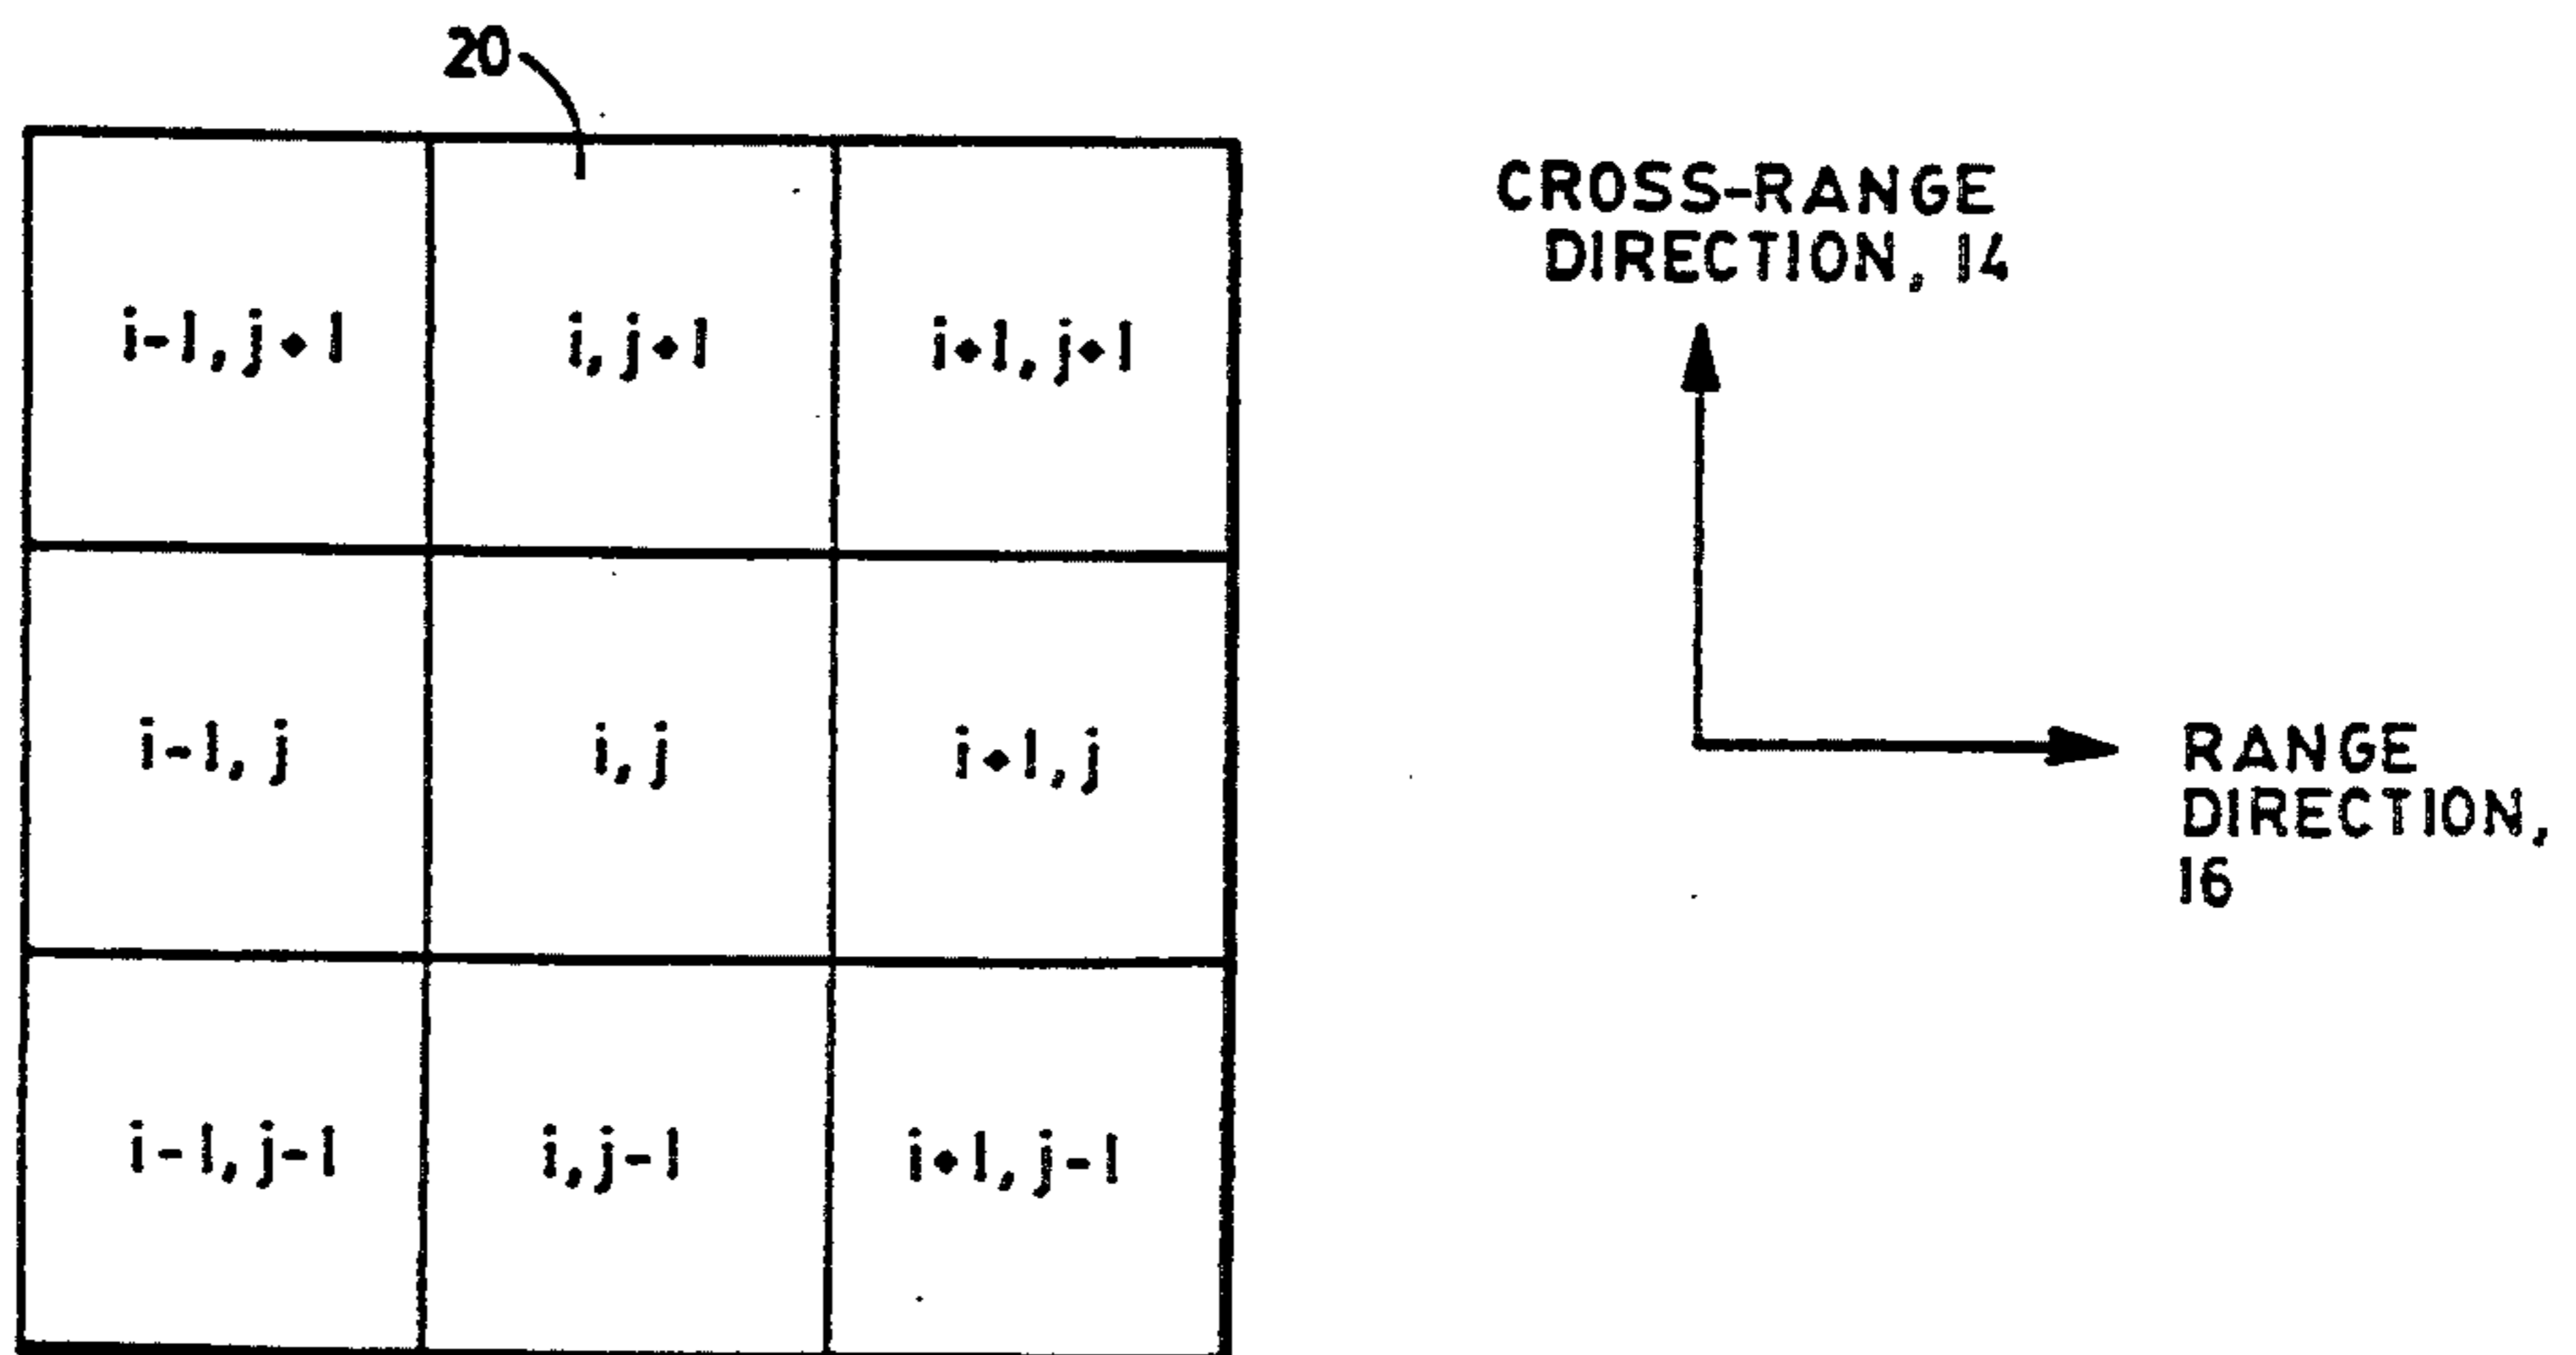 20
CROSS-RANGE
DIRECTION, 14
i-1, j+1
i, j+1
i+1, j+1
i-1, j
i, j
i+1, j
RANGE
DIRECTION,
16
i-1, j-1
i, j-1
i+1, j-1